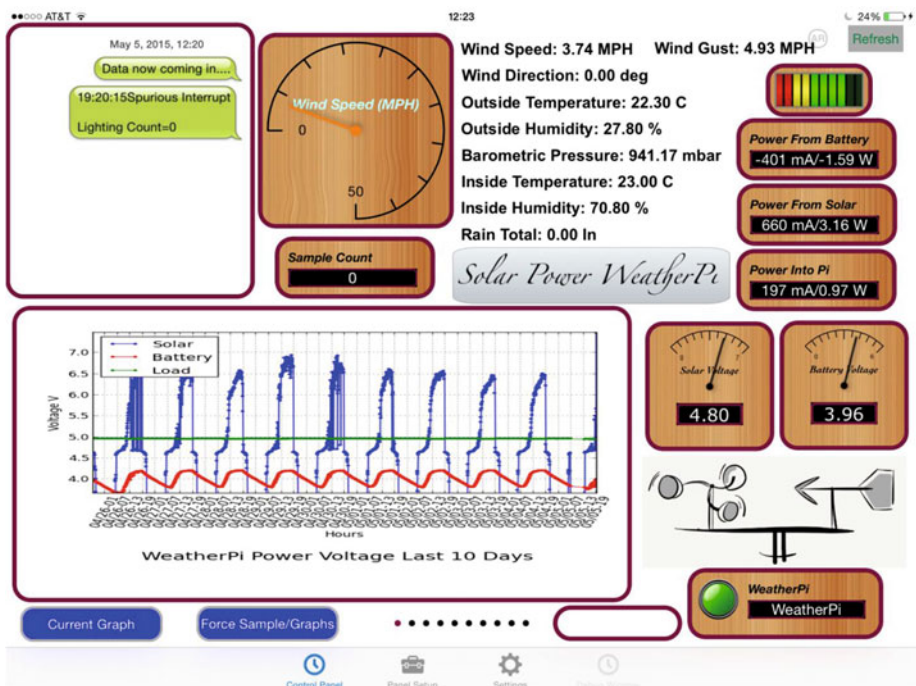 AT&T
12:23
24%
May 5, 2015, 12:20
Data now coming in....
19:20:15Spurious Interrupt
Lighting Count=0
Wind Speed (MPH)
0
50
Sample Count
0
Wind Speed: 3.74 MPH Wind Gust: 4.93 MPH
Wind Direction: 0.00 deg
Outside Temperature: 22.30 C
Outside Humidity: 27.80 %
Barometric Pressure: 941.17 mbar
Inside Temperature: 23.00 C
Inside Humidity: 70.80 %
Rain Total: 0.00 In
Solar Power WeatherPi
Refresh
Power From Battery
-401 mA/-1.59 W
Power From Solar
660 mA/3.16 W
Power Into Pi
197 mA/0.97 W
Solar
Battery
Load
7.0
6.5
6.0
5.5
5.0
4.5
4.0
Voltage V
Hours
WeatherPi Power Voltage Last 10 Days
0 7
Solar Voltage
4.80
Battery Voltage
3.96
WeatherPi
WeatherPi
Current Graph
Force Sample/Graphs
Control Panel
Panel Setup
Settings